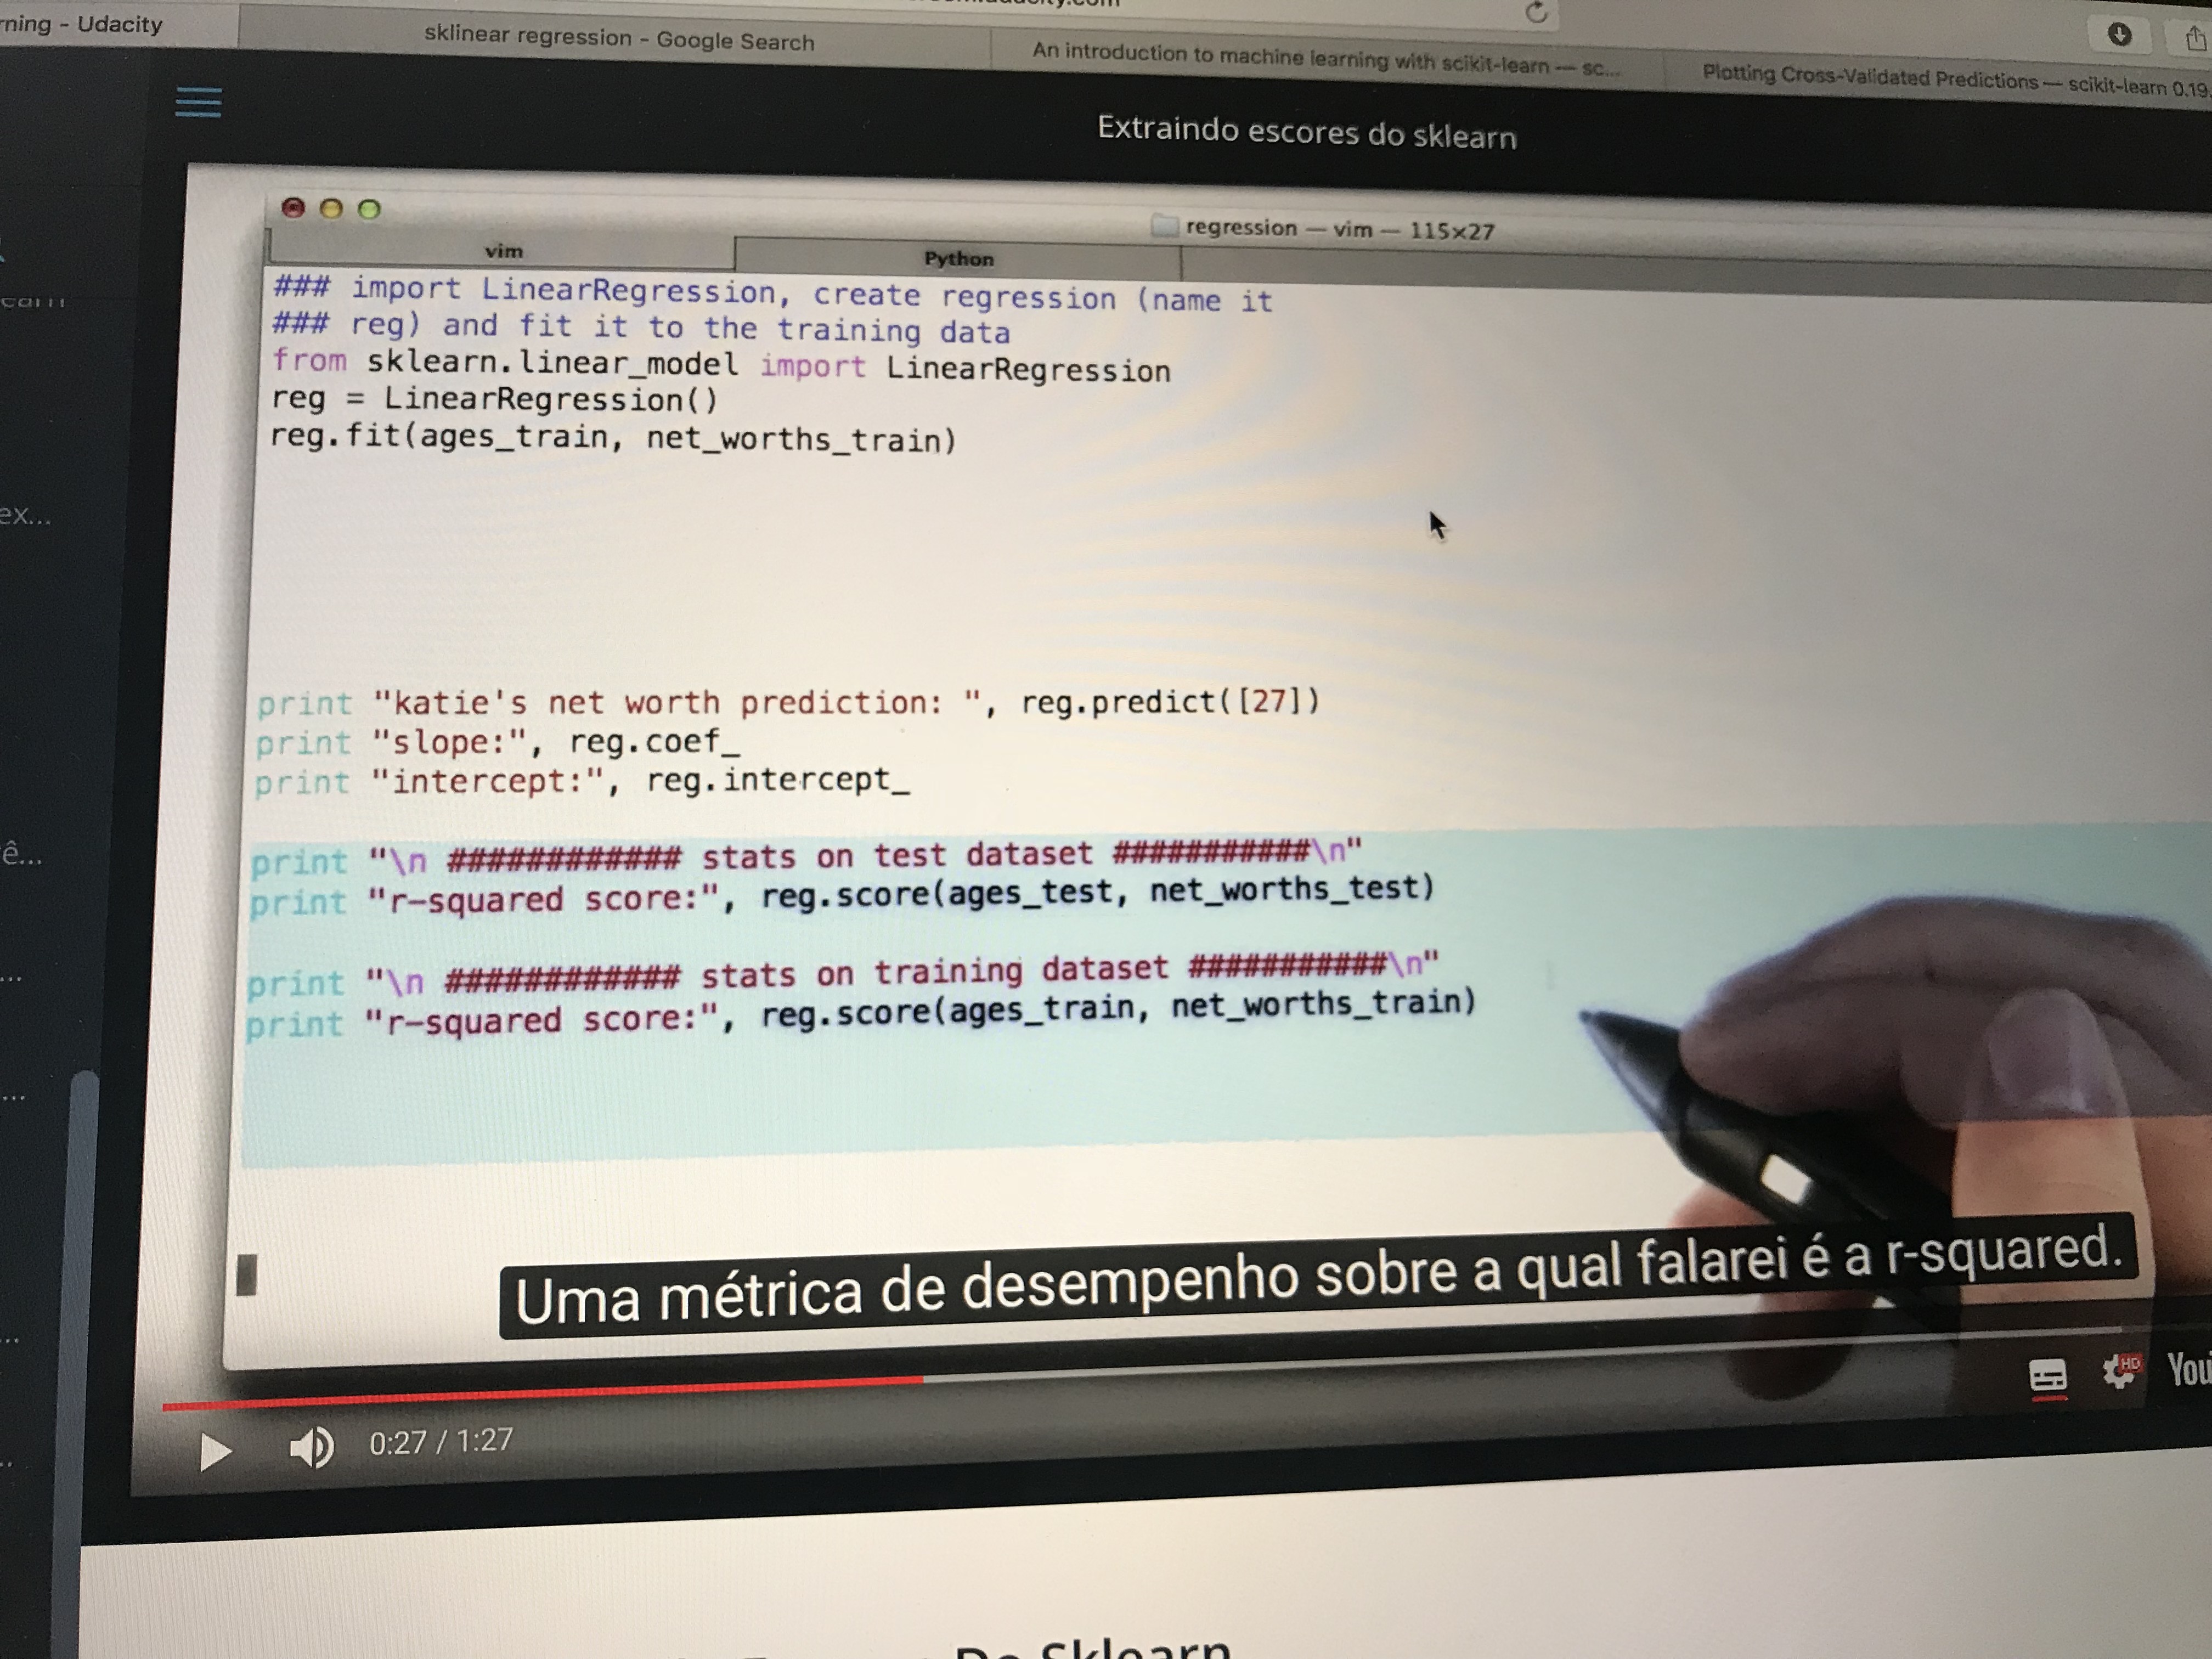 rning - Udacity
sklinear regression - Google Search
An introduction to machine learning with scikit-learn — sc...
Plotting Cross-Validated Predictions — scikit-learn 0.19.
Extraindo escores do sklearn
regression — vim — 115×27
vim
Python
### import LinearRegression, create regression (name it
### reg) and fit it to the training data
from sklearn.linear_model import LinearRegression
reg = LinearRegression()
reg.fit(ages_train, net_worths_train)
print "katie's net worth prediction: ", reg.predict([27])
print "slope:", reg.coef_
print "intercept:", reg.intercept_
print "\n ############ stats on test dataset ###########\n"
print "r-squared score:", reg.score(ages_test, net_worths_test)
print "\n ############ stats on training dataset ###########\n"
print "r-squared score:", reg.score(ages_train, net_worths_train)
Uma métrica de desempenho sobre a qual falarei é a r-squared.
0:27 / 1:27
HD
You
ex...
ê...
Do Sklearn